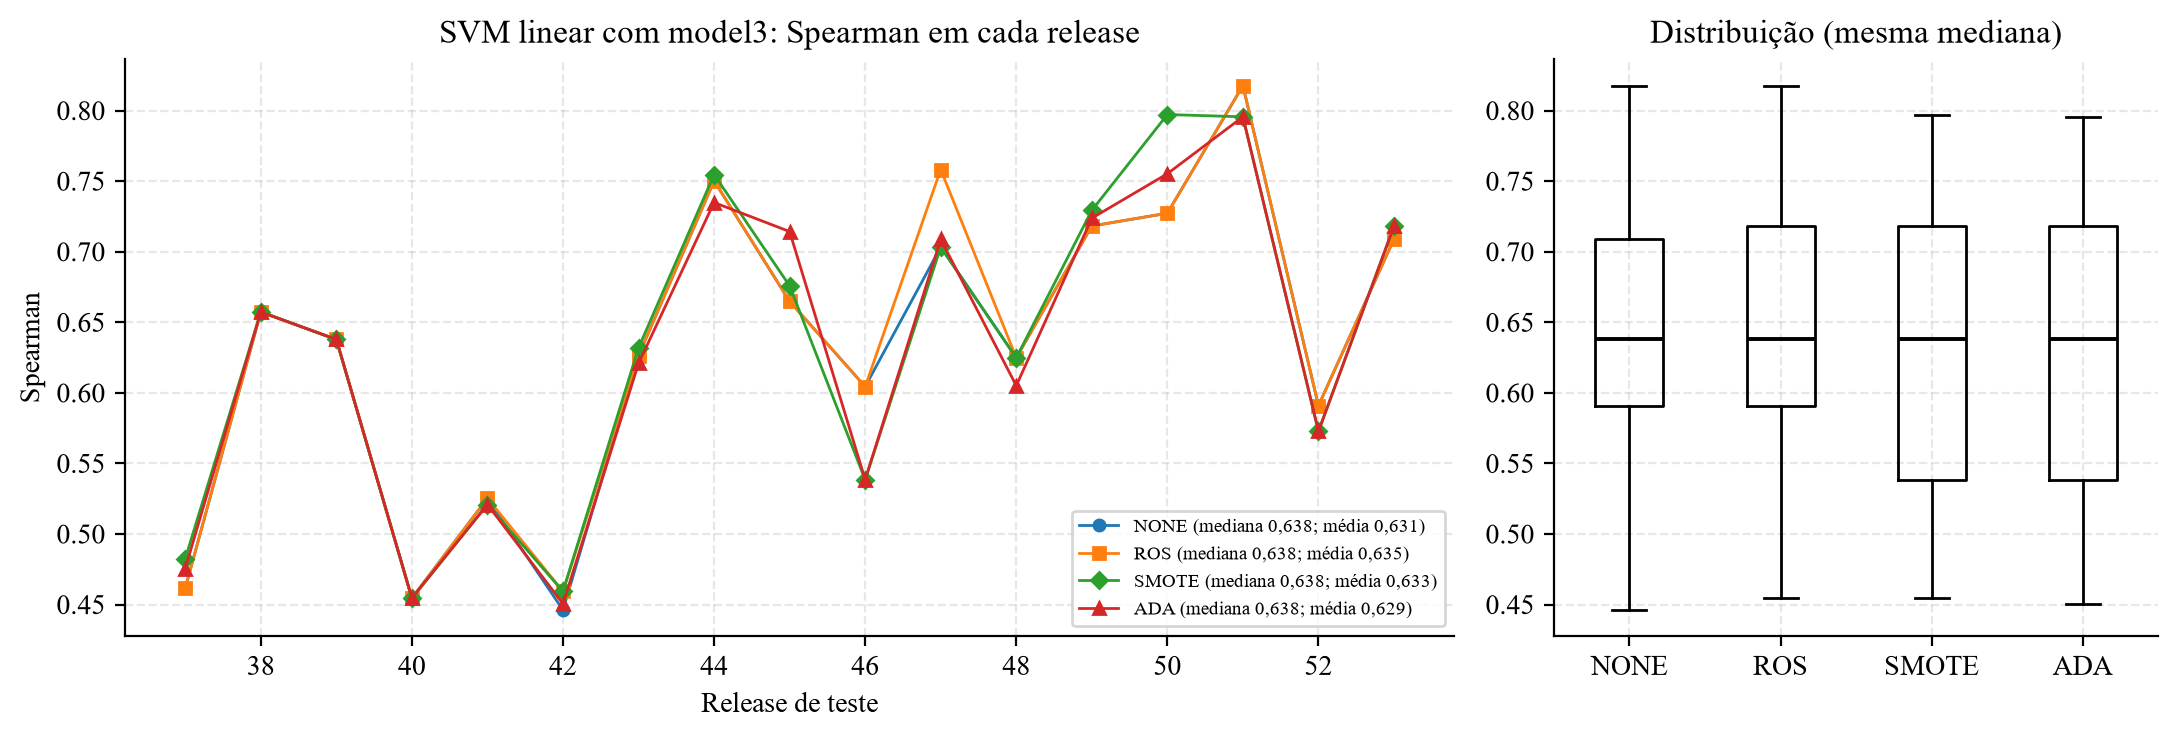 SVM linear com model3: Spearman em cada release
Spearman
0.80
0.75
0.70
0.65
0.60
0.55
0.50
0.45
38 40 42 44 46 48 50 52
Release de teste
NONE (mediana 0,638; média 0,631)
ROS (mediana 0,638; média 0,635)
SMOTE (mediana 0,638; média 0,633)
ADA (mediana 0,638; média 0,629)
Distribuição (mesma mediana)
0.80
0.75
0.70
0.65
0.60
0.55
0.50
0.45
NONE ROS SMOTE ADA